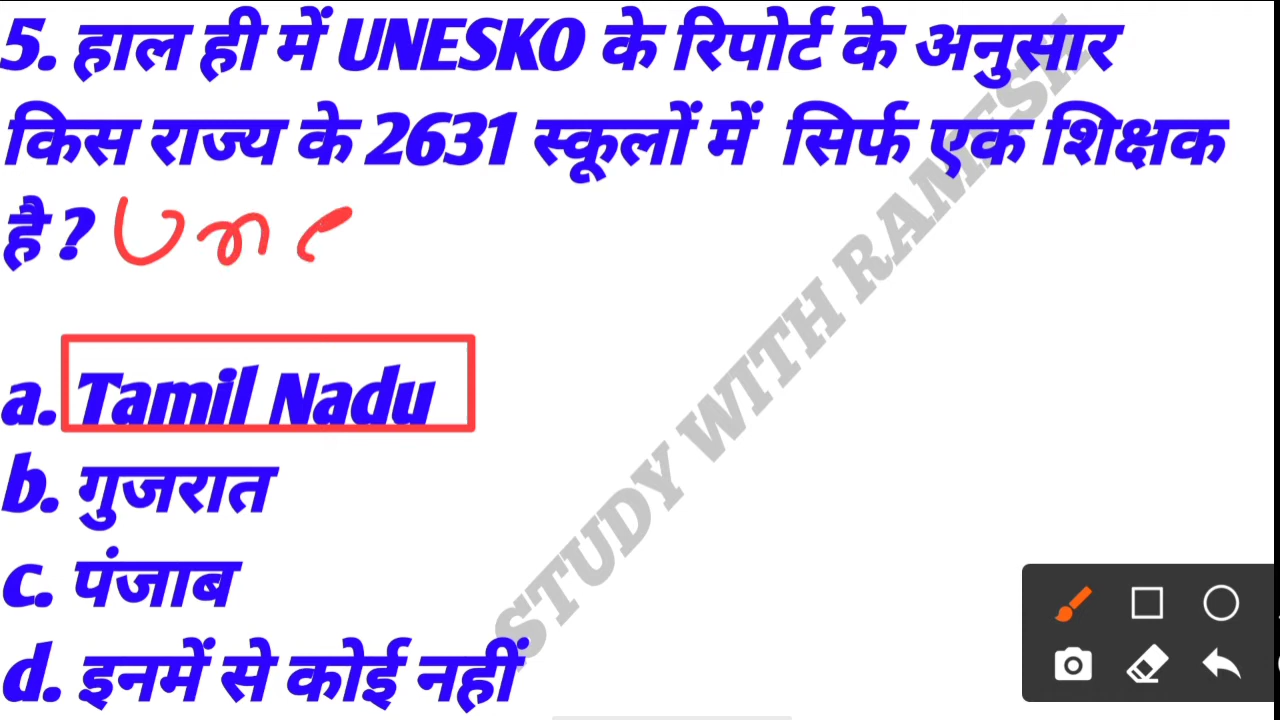 5. हाल ही में UNESKO के रिपोर्ट के अनुसार
किस राज्य के 2631 स्कूलों में सिर्फ एक शिक्षक
है ?
a. Tamil Nadu
b. गुजरात
c. पंजाब
d. इनमें से कोई नहीं
STUDY WITH RAMESH